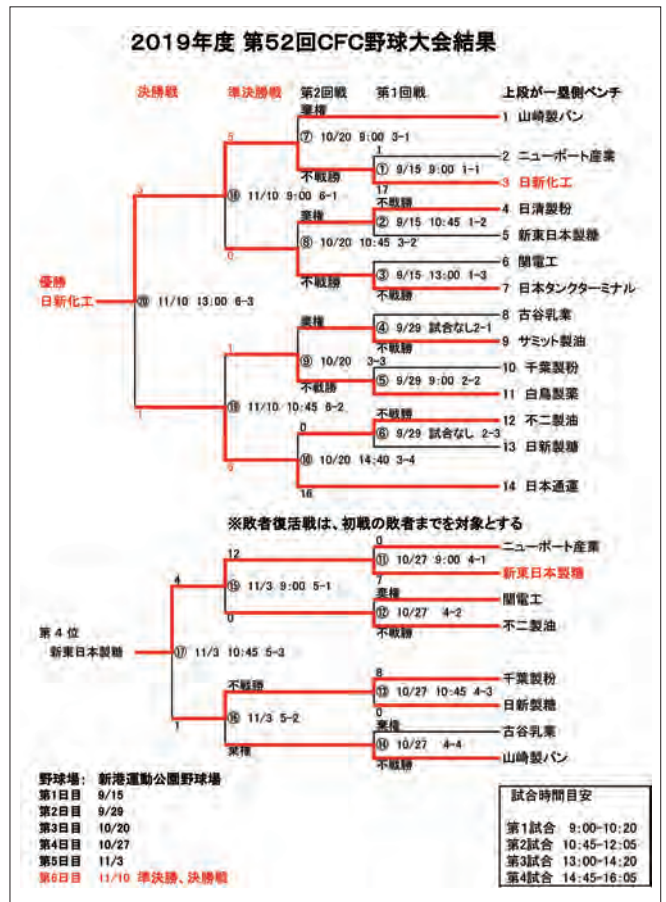 2019年度 第52回CFC野球大会結果
決勝戦 準決勝戦 第2回戦 第1回戦 上段が一塁側ベンチ
棄権
1 山崎製パン
5
⑦ 10/20 9:00 3-1
1
2 ニューポート産業
① 9/15 9:00 1-1
不戦勝
17
3 日新化工
3
⑱ 11/10 9:00 6-1
不戦勝
4 日清製粉
棄権
② 9/15 10:45 1-2
5 新東日本製糖
⑧ 10/20 10:45 3-2
0
6 関電工
不戦勝
③ 9/15 13:00 1-3
不戦勝
7 日本タンクターミナル
優勝
日新化工
⑳ 11/10 13:00 6-3
8 古谷乳業
棄権
④ 9/29 試合なし 2-1
不戦勝
9 サミット製油
1
⑨ 10/20 3-3
10 千葉製粉
不戦勝
⑤ 9/29 9:00 2-2
11 白鳥製薬
1
⑲ 11/10 10:45 6-2
不戦勝
12 不二製油
0
⑥ 9/29 試合なし 2-3
13 日新製糖
⑩ 10/20 14:40 3-4
16
14 日本通運
※敗者復活戦は、初戦の敗者までを対象とする
0
ニューポート産業
12
⑪ 10/27 9:00 4-1
7
新東日本製糖
4
⑮ 11/3 9:00 5-1
棄権
関電工
0
⑫ 10/27 4-2
不戦勝
不二製油
第4位
新東日本製糖
⑰ 11/3 10:45 5-3
8
千葉製粉
不戦勝
⑬ 10/27 10:45 4-3
0
日新製糖
1
⑯ 11/3 5-2
棄権
古谷乳業
棄権
⑭ 10/27 4-4
不戦勝
山崎製パン
野球場: 新港運動公園野球場
第1日目 9/15
第2日目 9/29
第3日目 10/20
第4日目 10/27
第5日目 11/3
第6日目 11/10 準決勝、決勝戦
試合時間目安
第1試合 9:00-10:20
第2試合 10:45-12:05
第3試合 13:00-14:20
第4試合 14:45-16:05